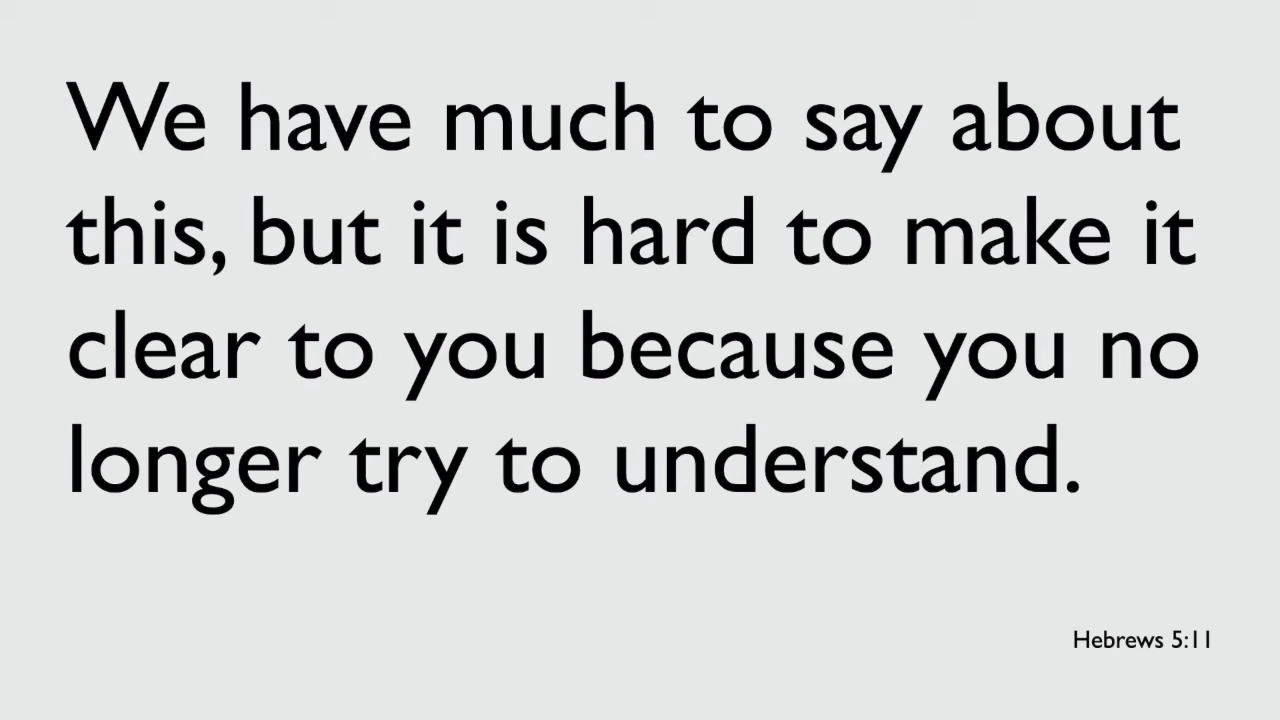 We have much to say about
this, but it is hard to make it
clear to you because you no
longer try to understand.
Hebrews 5:11